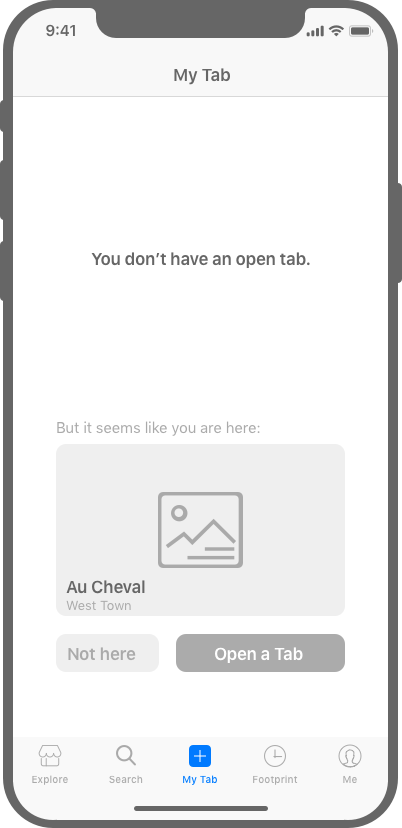 9:41
My Tab
You don’t have an open tab.
But it seems like you are here:
Au Cheval
West Town
Not here
Open a Tab
Explore
Search
My Tab
Footprint
Me